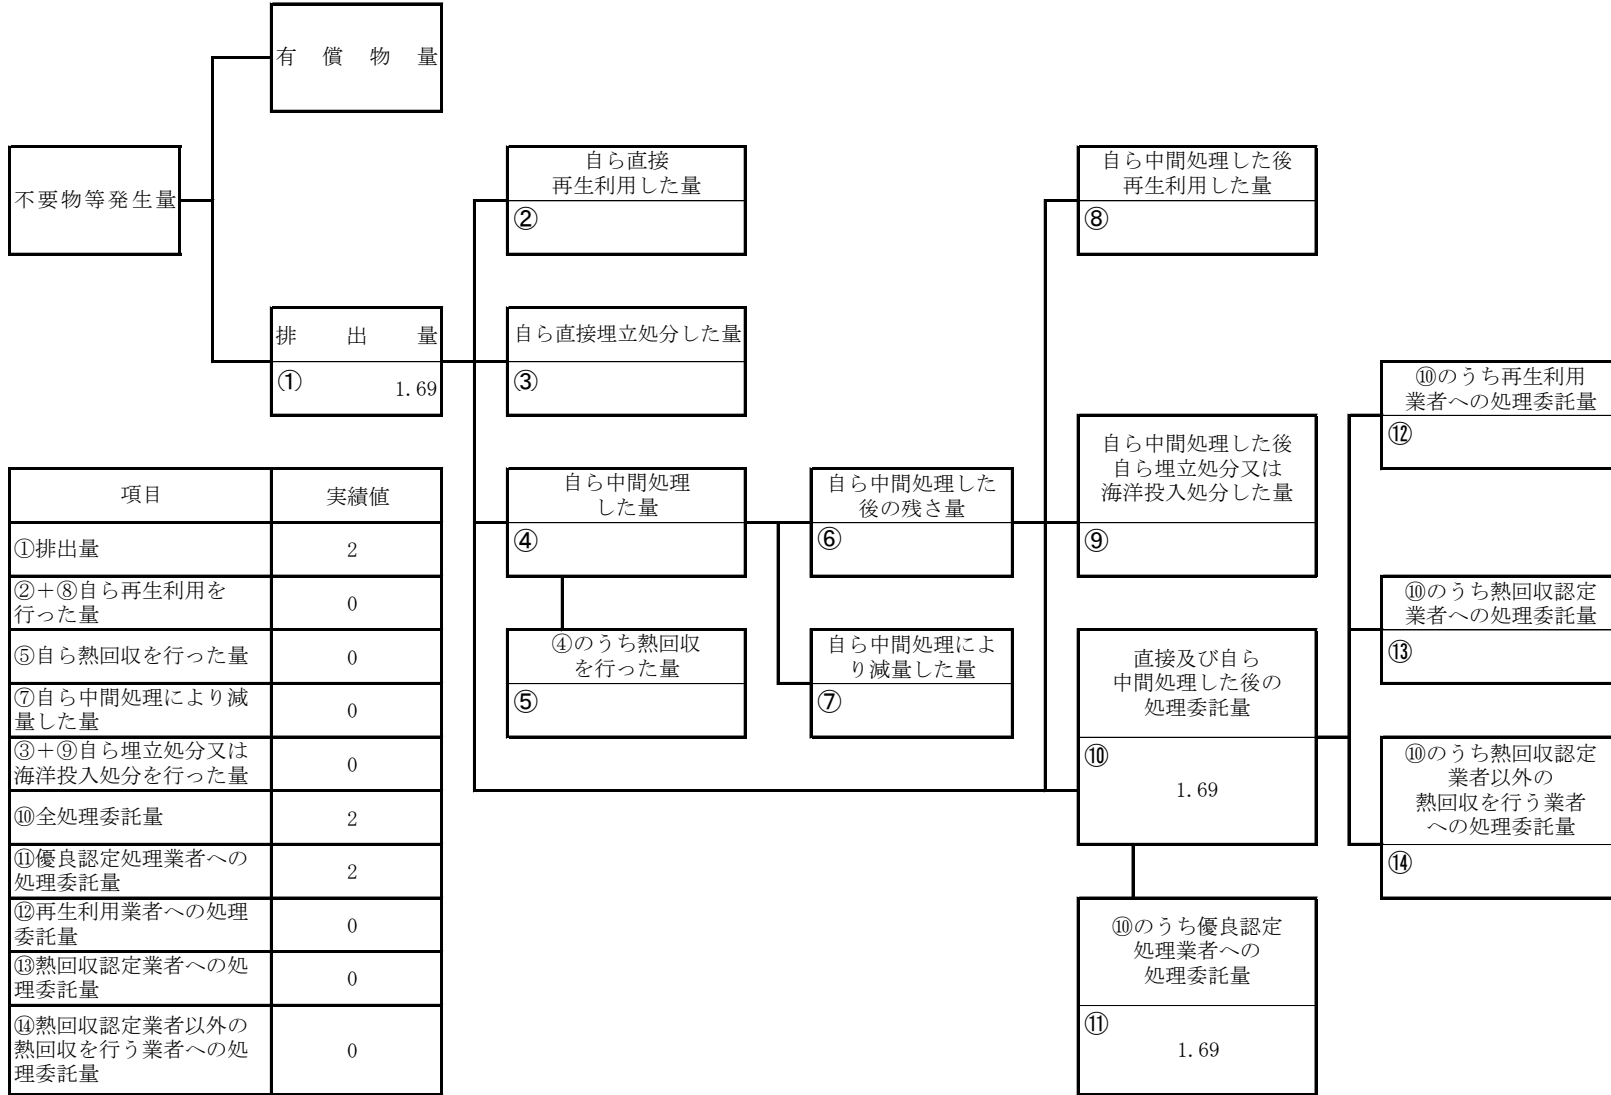 有償物量
不要物等発生量
排出量
① 1.69
自ら直接
再生利用した量
②
自ら直接埋立処分した量
③
自ら中間処理
した量
④
④のうち熱回収
を行った量
⑤
自ら中間処理した
後の残さ量
⑥
自ら中間処理によ
り減量した量
⑦
自ら中間処理した後
再生利用した量
⑧
自ら中間処理した後
自ら埋立処分又は
海洋投入処分した量
⑨
直接及び自ら
中間処理した後の
処理委託量
⑩
1.69
⑩のうち優良認定
処理業者への
処理委託量
⑪
1.69
⑩のうち再生利用
業者への処理委託量
⑫
⑩のうち熱回収認定
業者への処理委託量
⑬
⑩のうち熱回収認定
業者以外の
熱回収を行う業者
への処理委託量
⑭
項目 実績値
①排出量 2
②＋⑧自ら再生利用を
行った量 0
⑤自ら熱回収を行った量 0
⑦自ら中間処理により減
量した量 0
③＋⑨自ら埋立処分又は
海洋投入処分を行った量 0
⑩全処理委託量 2
⑪優良認定処理業者への
処理委託量 2
⑫再生利用業者への処理
委託量 0
⑬熱回収認定業者への処
理委託量 0
⑭熱回収認定業者以外の
熱回収を行う業者への処
理委託量 0